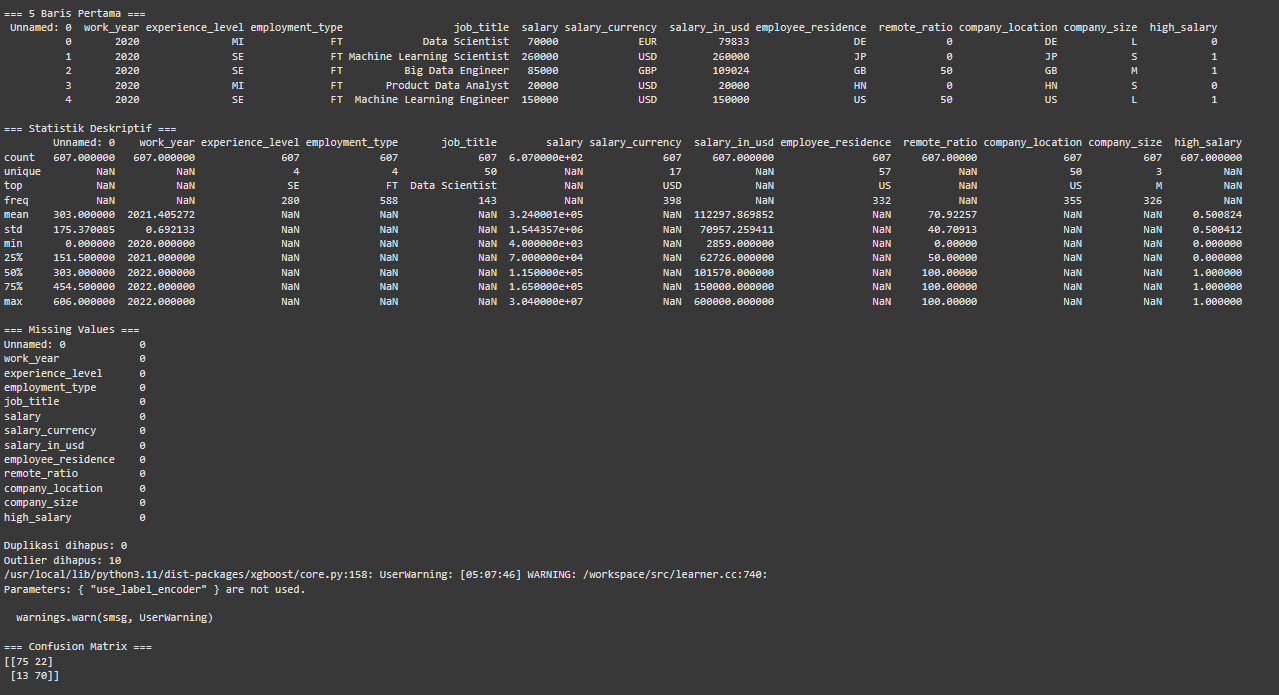 === 5 Baris Pertama ===
Unnamed: 0 work_year experience_level employment_type job_title salary salary_currency salary_in_usd employee_residence remote_ratio company_location company_size high_salary
0 2020 MI FT Data Scientist 70000 EUR 79833 DE 0 DE L 0
1 2020 SE FT Machine Learning Scientist 260000 USD 260000 JP 0 JP S 1
2 2020 SE FT Big Data Engineer 85000 GBP 109024 GB 50 GB M 1
3 2020 MI FT Product Data Analyst 20000 USD 20000 HN 0 HN S 0
4 2020 SE FT Machine Learning Engineer 150000 USD 150000 US 50 US L 1
=== Statistik Deskriptif ===
Unnamed: 0 work_year experience_level employment_type job_title salary salary_currency salary_in_usd employee_residence remote_ratio company_location company_size high_salary
count 607.000000 607.000000 607 607 607 6.070000e+02 607 607.000000 607 607.00000 607 607 607.000000
unique NaN NaN 4 4 50 NaN 17 NaN 57 NaN 50 3 NaN
top NaN NaN SE FT Data Scientist NaN USD NaN US NaN US M NaN
freq NaN NaN 280 588 143 NaN 398 NaN 332 NaN 355 326 NaN
mean 303.000000 2021.405272 NaN NaN NaN 3.240001e+05 NaN 112297.869852 NaN 70.92257 NaN NaN 0.500824
std 175.370085 0.692133 NaN NaN NaN 1.544357e+06 NaN 70957.259411 NaN 40.70913 NaN NaN 0.500412
min 0.000000 2020.000000 NaN NaN NaN 4.000000e+03 NaN 2859.000000 NaN 0.00000 NaN NaN 0.000000
25% 151.500000 2021.000000 NaN NaN NaN 7.000000e+04 NaN 62726.000000 NaN 50.00000 NaN NaN 0.000000
50% 303.000000 2022.000000 NaN NaN NaN 1.150000e+05 NaN 101570.000000 NaN 100.00000 NaN NaN 1.000000
75% 454.500000 2022.000000 NaN NaN NaN 1.650000e+05 NaN 150000.000000 NaN 100.00000 NaN NaN 1.000000
max 606.000000 2022.000000 NaN NaN NaN 3.040000e+07 NaN 600000.000000 NaN 100.00000 NaN NaN 1.000000
=== Missing Values ===
Unnamed: 0 0
work_year 0
experience_level 0
employment_type 0
job_title 0
salary 0
salary_currency 0
salary_in_usd 0
employee_residence 0
remote_ratio 0
company_location 0
company_size 0
high_salary 0
Duplikasi dihapus: 0
Outlier dihapus: 10
/usr/local/lib/python3.11/dist-packages/xgboost/core.py:158: UserWarning: [05:07:46] WARNING: /workspace/src/learner.cc:740:
Parameters: { "use_label_encoder" } are not used.
warnings.warn(smsg, UserWarning)
=== Confusion Matrix ===
[[75 22]
[13 70]]